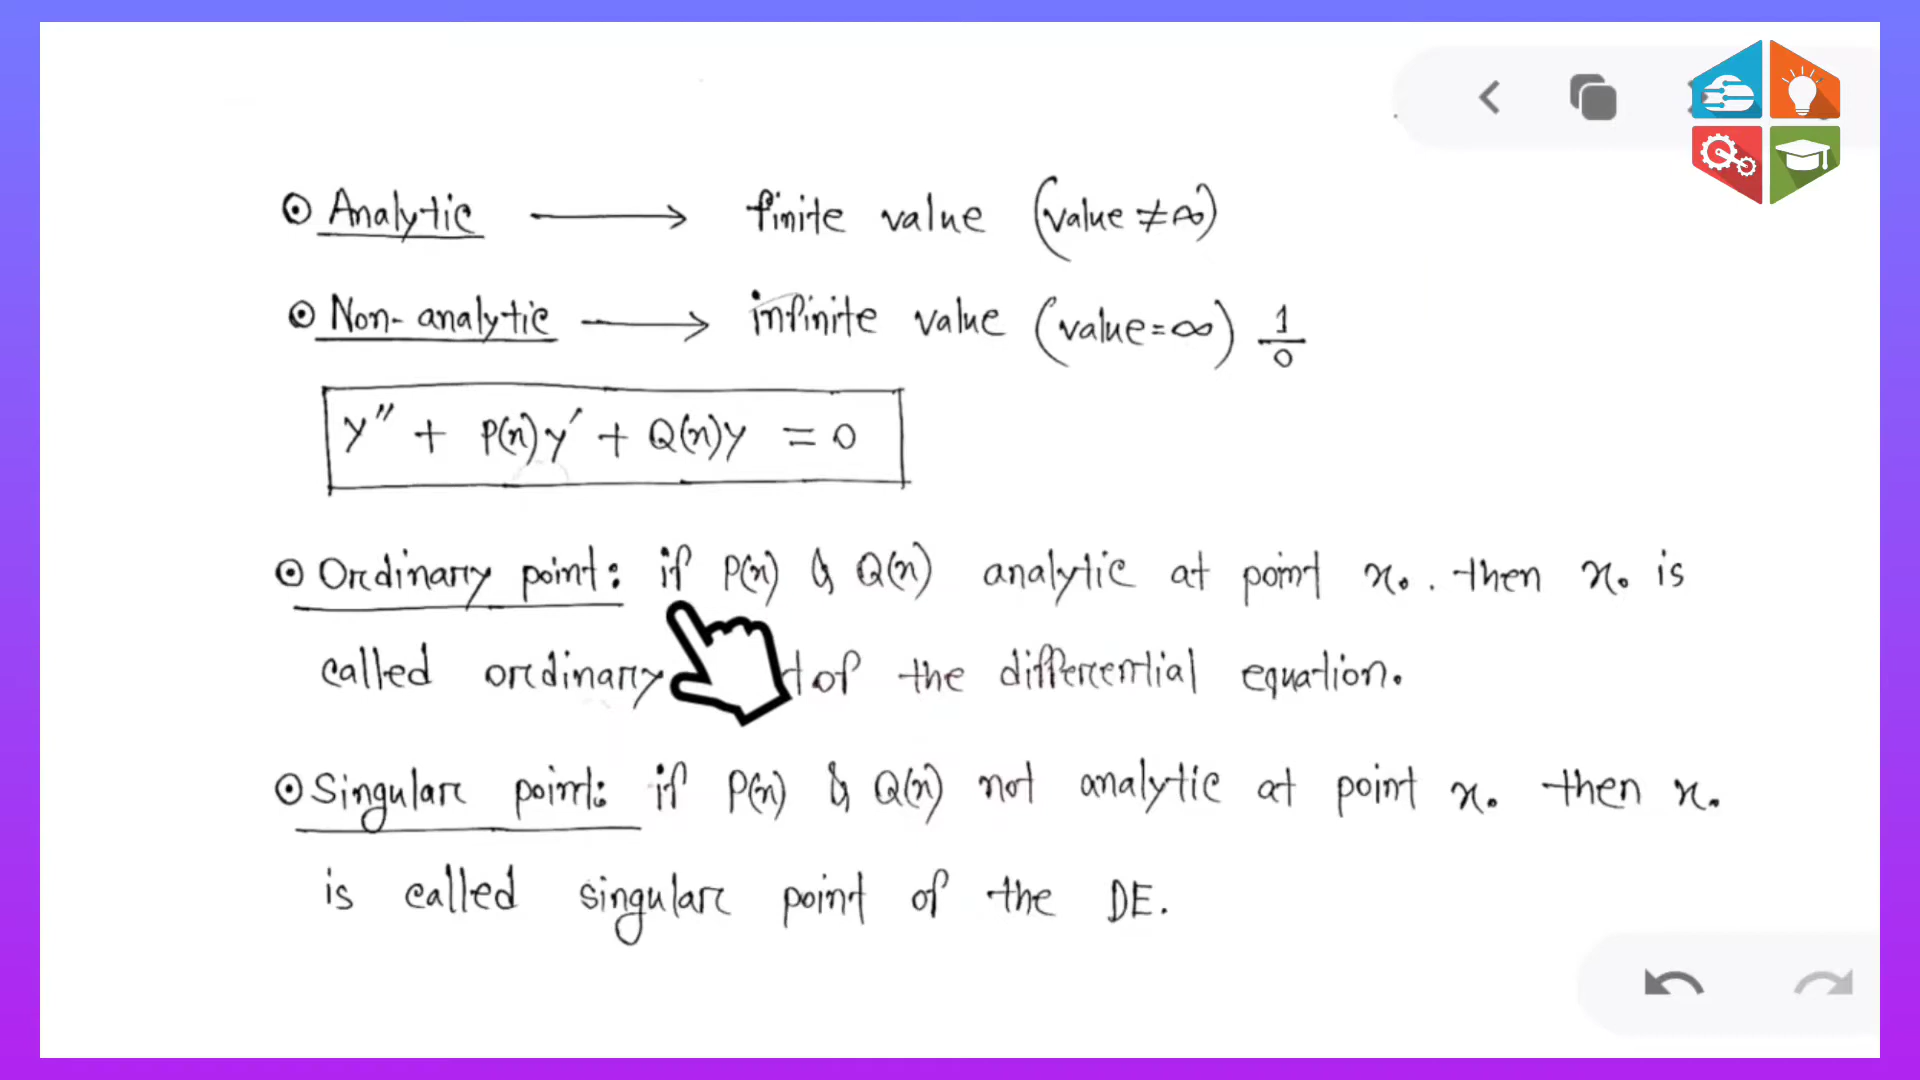 Analytic → finite value (value ≠ ∞)
Non-analytic → infinite value (value = ∞) 1/0
y″ + P(x)y′ + Q(x)y = 0
Ordinary point: if P(x) & Q(x) analytic at point x₀. then x₀ is
called ordinary of the differential equation.
Singular point: if P(x) & Q(x) not analytic at point x₀ then x₀
is called singular point of the DE.